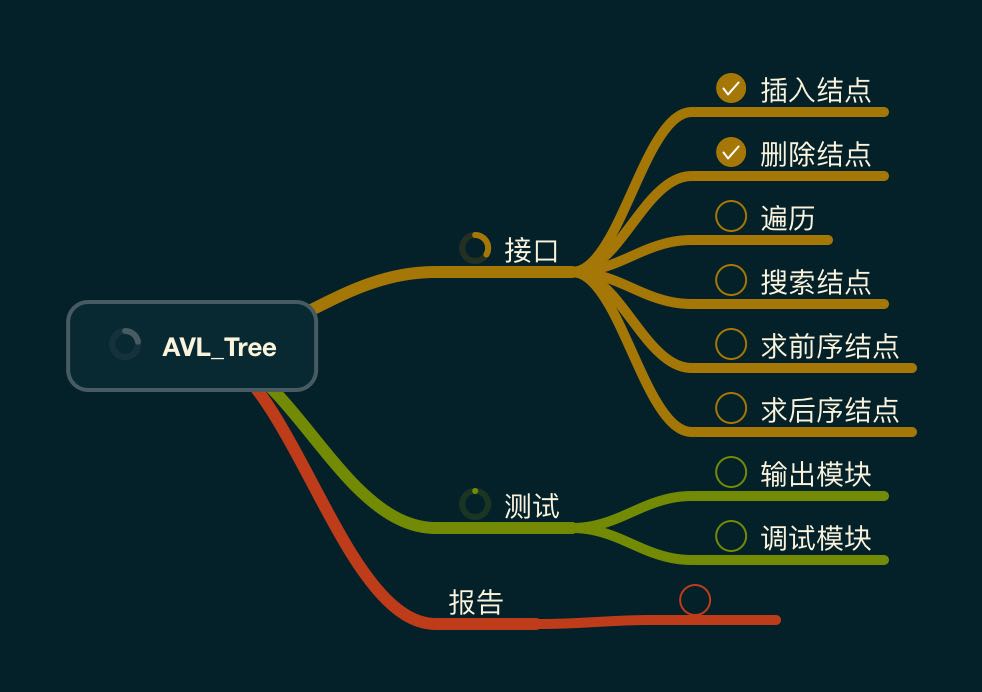 AVL_Tree
接口
插入结点
删除结点
遍历
搜索结点
求前序结点
求后序结点
测试
输出模块
调试模块
报告